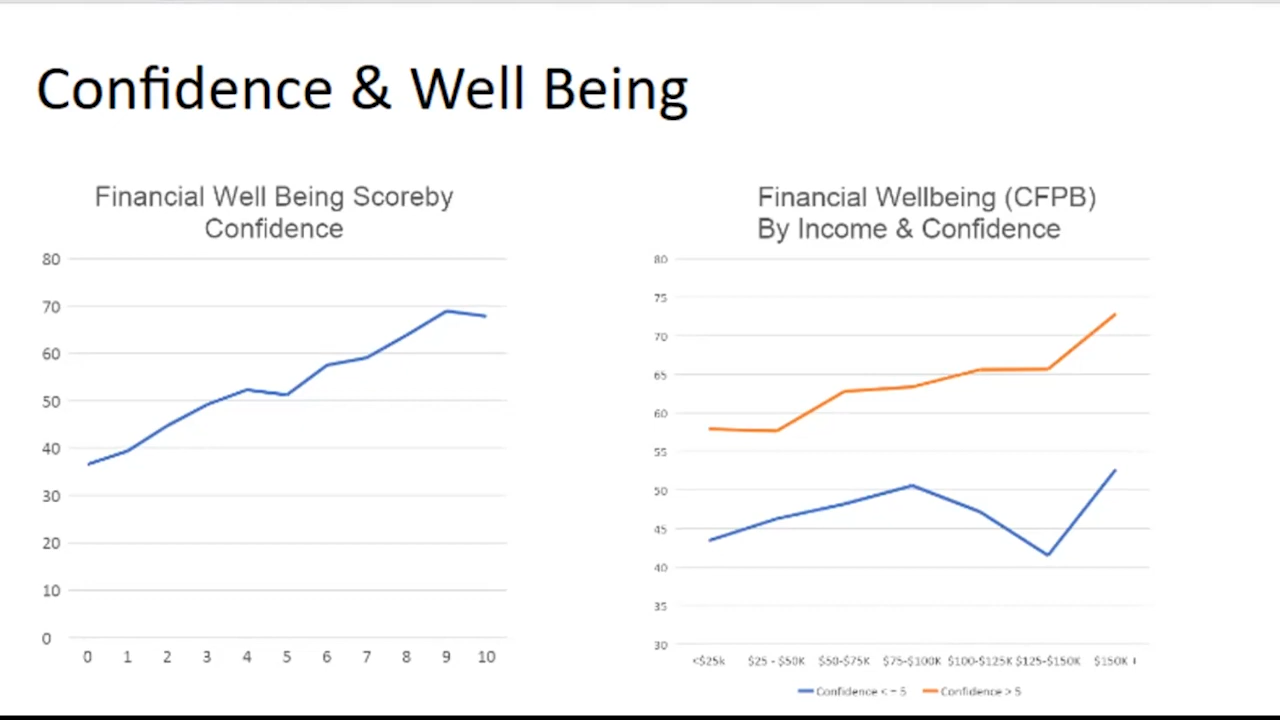 Confidence & Well Being
Financial Well Being Scoreby
Confidence
80
70
60
50
40
30
20
10
0
0 1 2 3 4 5 6 7 8 9 10
Financial Wellbeing (CFPB)
By Income & Confidence
80
75
70
65
60
55
50
45
40
35
30
<$25k $25 - $50K $50-$75K $75-$100K $100-$125K $125-$150K $150K +
Confidence < = 5 Confidence > 5